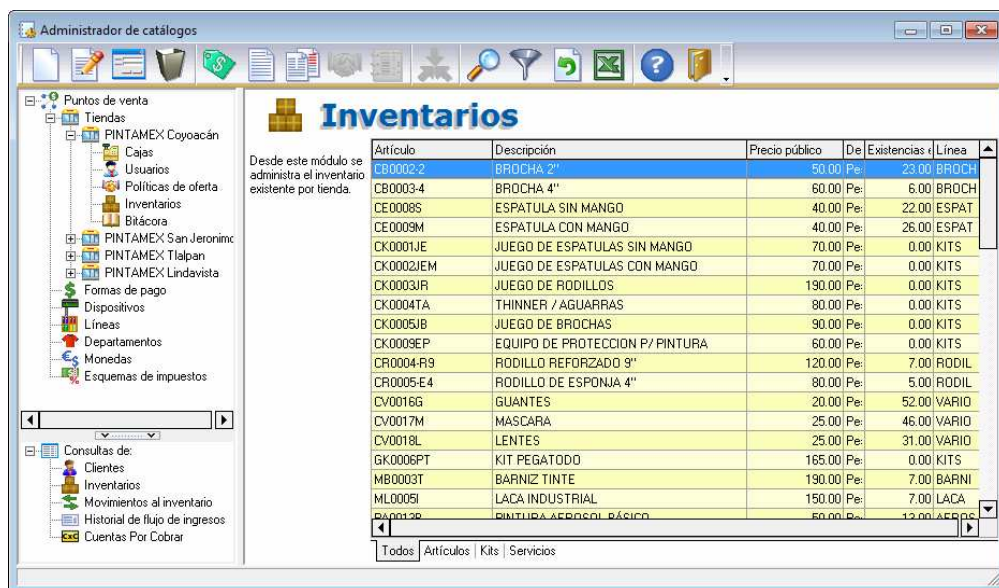 Administrador de catálogos
Puntos de venta
Tiendas
PINTAMEX Coyoacán
Cajas
Usuarios
Políticas de oferta
Inventarios
Bitácora
PINTAMEX San Jeronimo
PINTAMEX Tlalpan
PINTAMEX Lindavista
Formas de pago
Dispositivos
Líneas
Departamentos
Monedas
Esquemas de impuestos
Consultas de:
Clientes
Inventarios
Movimientos al inventario
Historial de flujo de ingresos
CxC Cuentas Por Cobrar
Inventarios
Desde este módulo se
administra el inventario
existente por tienda.
Artículo Descripción Precio público De Existencias e Línea
CB0002-2 BROCHA 2" 50.00 Pe: 23.00 BROCH
CB0003-4 BROCHA 4" 60.00 Pe: 6.00 BROCH
CE0008S ESPATULA SIN MANGO 40.00 Pe: 22.00 ESPAT
CE0009M ESPATULA CON MANGO 40.00 Pe: 26.00 ESPAT
CK0001JE JUEGO DE ESPATULAS SIN MANGO 70.00 Pe: 0.00 KITS
CK0002JEM JUEGO DE ESPATULAS CON MANGO 70.00 Pe: 0.00 KITS
CK0003JR JUEGO DE RODILLOS 190.00 Pe: 0.00 KITS
CK0004TA THINNER / AGUARRAS 80.00 Pe: 0.00 KITS
CK0005JB JUEGO DE BROCHAS 90.00 Pe: 0.00 KITS
CK0009EP EQUIPO DE PROTECCION P/ PINTURA 60.00 Pe: 0.00 KITS
CR0004-R9 RODILLO REFORZADO 9" 120.00 Pe: 7.00 RODIL
CR0005-E4 RODILLO DE ESPONJA 4" 80.00 Pe: 5.00 RODIL
CV0016G GUANTES 20.00 Pe: 52.00 VARIO
CV0017M MASCARA 25.00 Pe: 46.00 VARIO
CV0018L LENTES 25.00 Pe: 31.00 VARIO
GK0006PT KIT PEGATODO 165.00 Pe: 0.00 KITS
MB0003T BARNIZ TINTE 190.00 Pe: 7.00 BARNI
ML0005I LACA INDUSTRIAL 150.00 Pe: 7.00 LACA
PA0013B PINTURA AEROSOL BÁSICO 50.00 Pe: 13.00 AEROS
Todos Artículos Kits Servicios